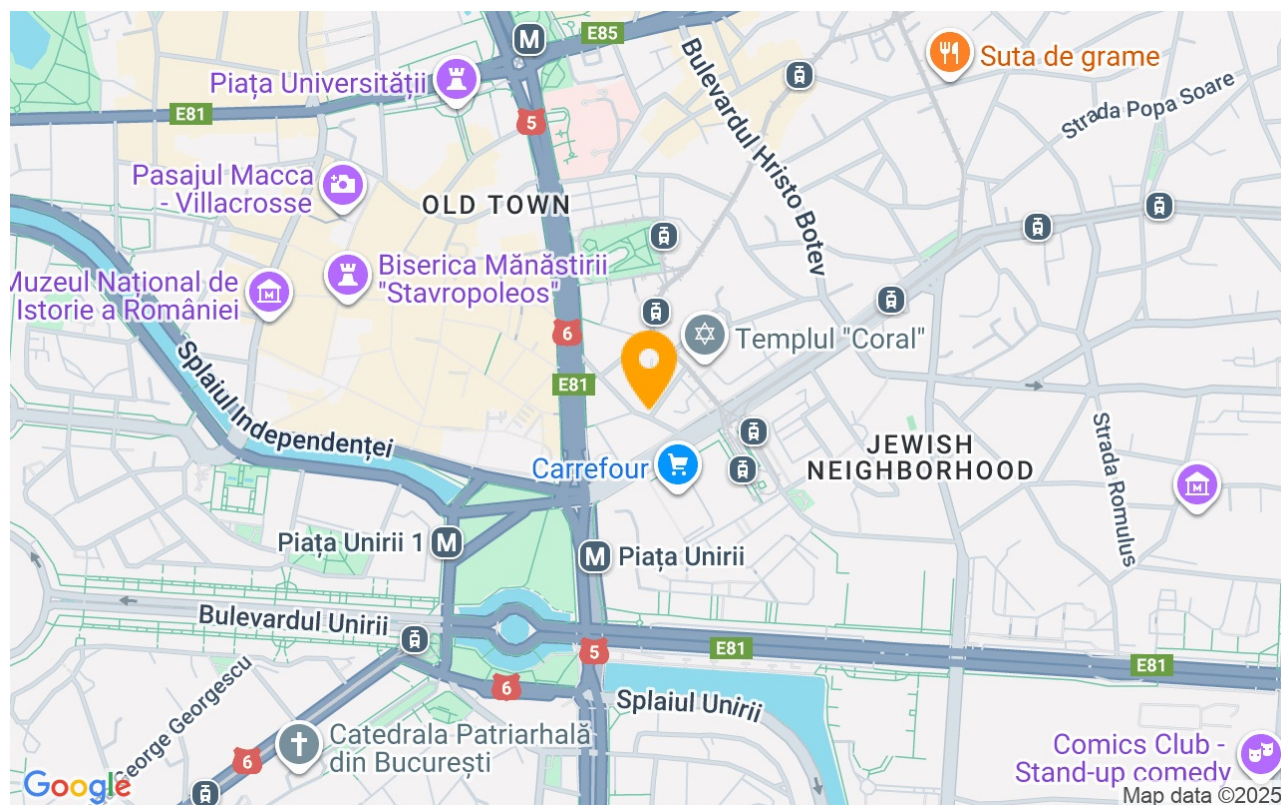 M
E85
Bulevardul Hristo Botev
Suta de grame
Piața Universității
E81
5
Strada Popa Soare
Pasajul Macca
- Villacrosse
OLD TOWN
Muzeul Național de
Istorie a României
Biserica Mănăstirii
"Stavropoleos"
6
Templul "Coral"
E81
Splaiul Independenței
Carrefour
JEWISH
NEIGHBORHOOD
Strada Romulus
M
Piața Unirii 1
M
M
Piața Unirii
Bulevardul Unirii
5
E81
E81
6
Splaiul Unirii
George Georgescu
6
Catedrala Patriarhală
din București
Comics Club -
Stand-up comedy
Google
Map data ©2025